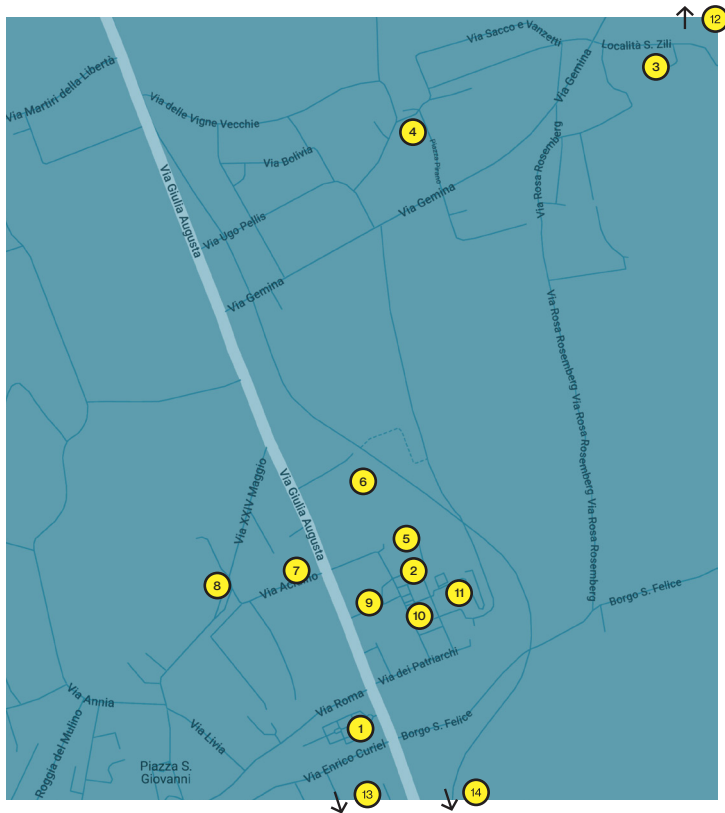 12
Via Sacco e Vanzetti
Località S. Zili
3
Via Gemina
Via Martiri della Libertà
Via delle Vigne Vecchie
4
Piazza Pirano
Via Bolivia
Via Rosa Rosemberg
Via Gemina
Via Giulia Augusta
Via Ugo Pellis
Via Gemina
Via Rosa Rosemberg Via Rosa Rosemberg Via Rosa Rosemberg
6
Via XXIV Maggio
Via Giulia Augusta
5
7
2
8
Via Acidino
11
9
10
Borgo S. Felice
Via dei Patriarchi
Via Annia
Via Roma
Roggia del Mulino
Via Livia
1
Borgo S. Felice
Via Enrico Curiel
Piazza S.
Giovanni
13
14